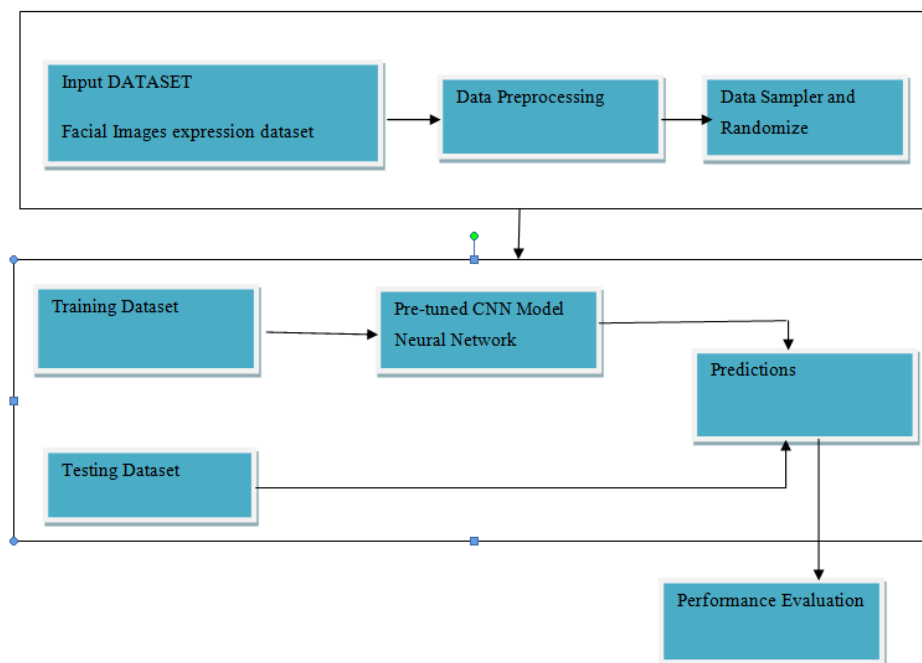 Input DATASET
Facial Images expression dataset
Data Preprocessing
Data Sampler and
Randomize
Training Dataset
Pre-tuned CNN Model
Neural Network
Predictions
Testing Dataset
Performance Evaluation